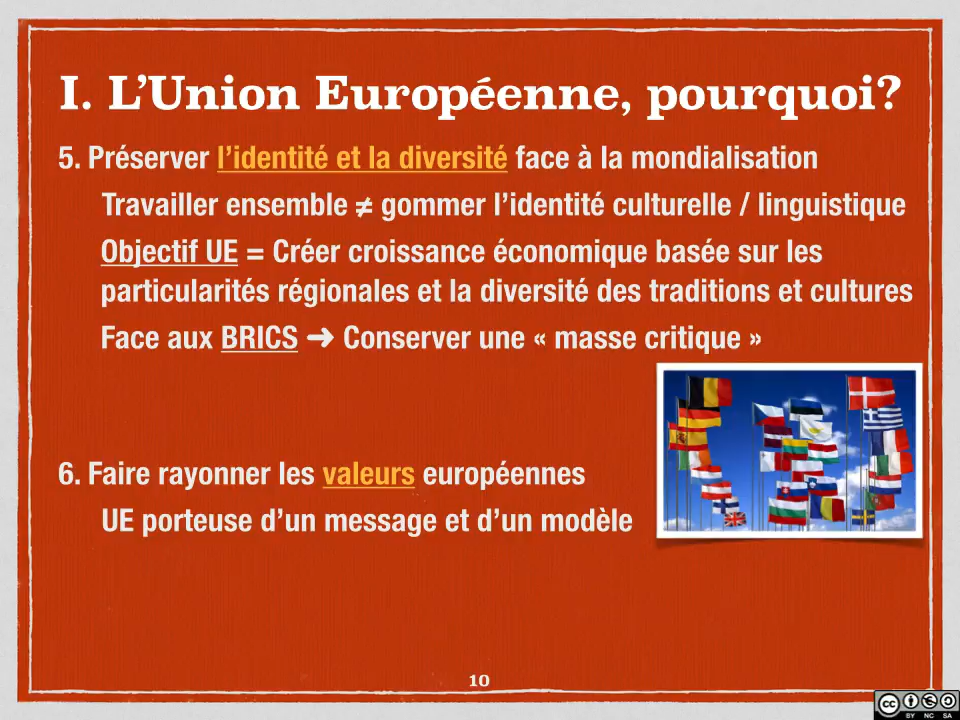 I. L’Union Européenne, pourquoi?
5. Préserver l’identité et la diversité face à la mondialisation
Travailler ensemble ≠ gommer l’identité culturelle / linguistique
Objectif UE = Créer croissance économique basée sur les
particularités régionales et la diversité des traditions et cultures
Face aux BRICS ➜ Conserver une « masse critique »
6. Faire rayonner les valeurs européennes
UE porteuse d’un message et d’un modèle
10
cc
BY NC SA